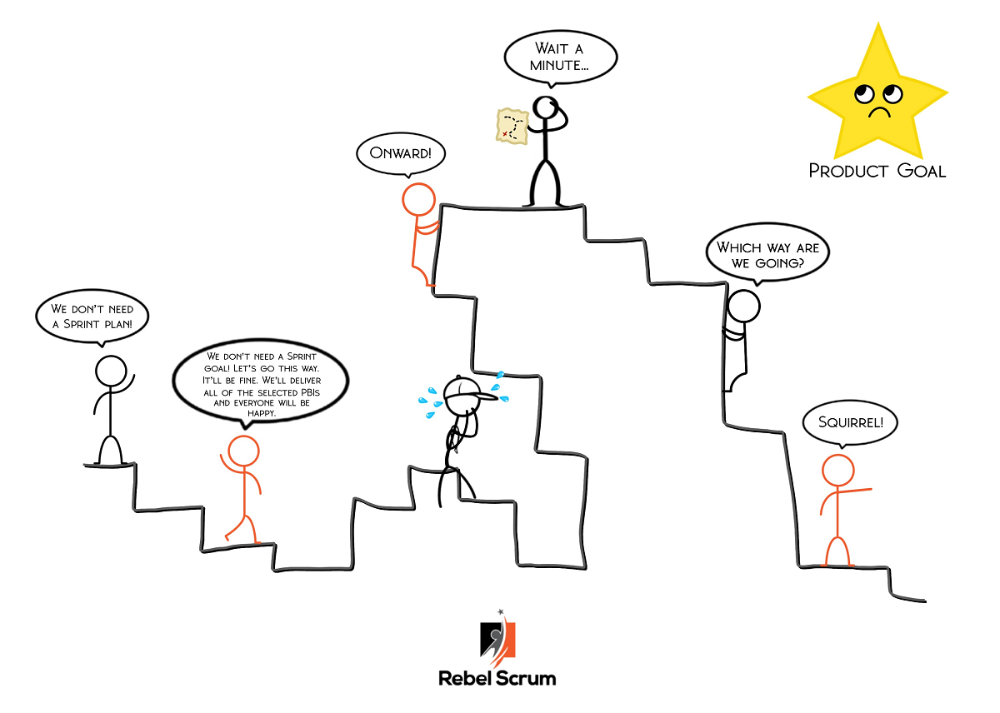 Wait a
minute...
Product Goal
Onward!
Which way are
we going?
We don't need
a Sprint plan!
We don't need a Sprint
goal! Let's go this way.
It'll be fine. We'll deliver
all of the selected PBIs
and everyone will be
happy.
Squirrel!
Rebel Scrum